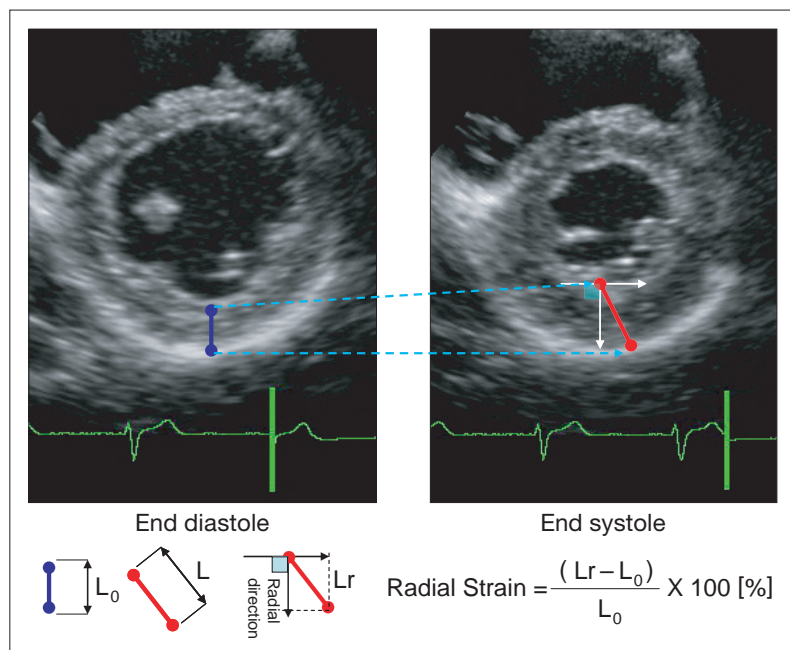 End diastole
End systole
L₀
L
Radial direction
Lr
Radial Strain = (Lr – L₀) / L₀ X 100 [%]